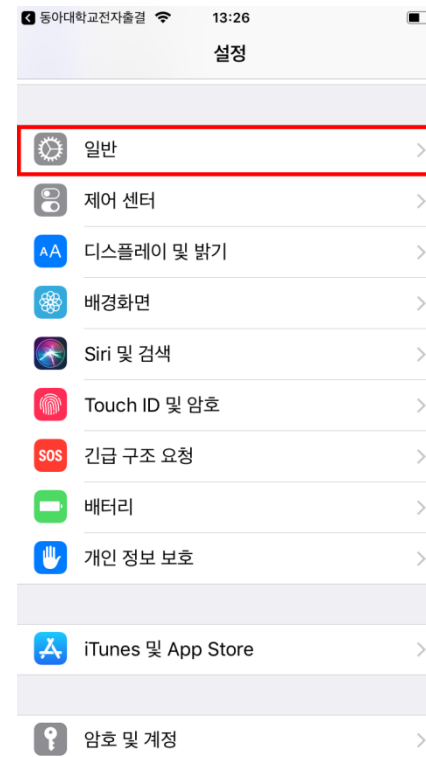 동아대학교전자출결 13:26
설정
일반
제어 센터
AA 디스플레이 및 밝기
배경화면
Siri 및 검색
Touch ID 및 암호
SOS 긴급 구조 요청
배터리
개인 정보 보호
iTunes 및 App Store
암호 및 계정